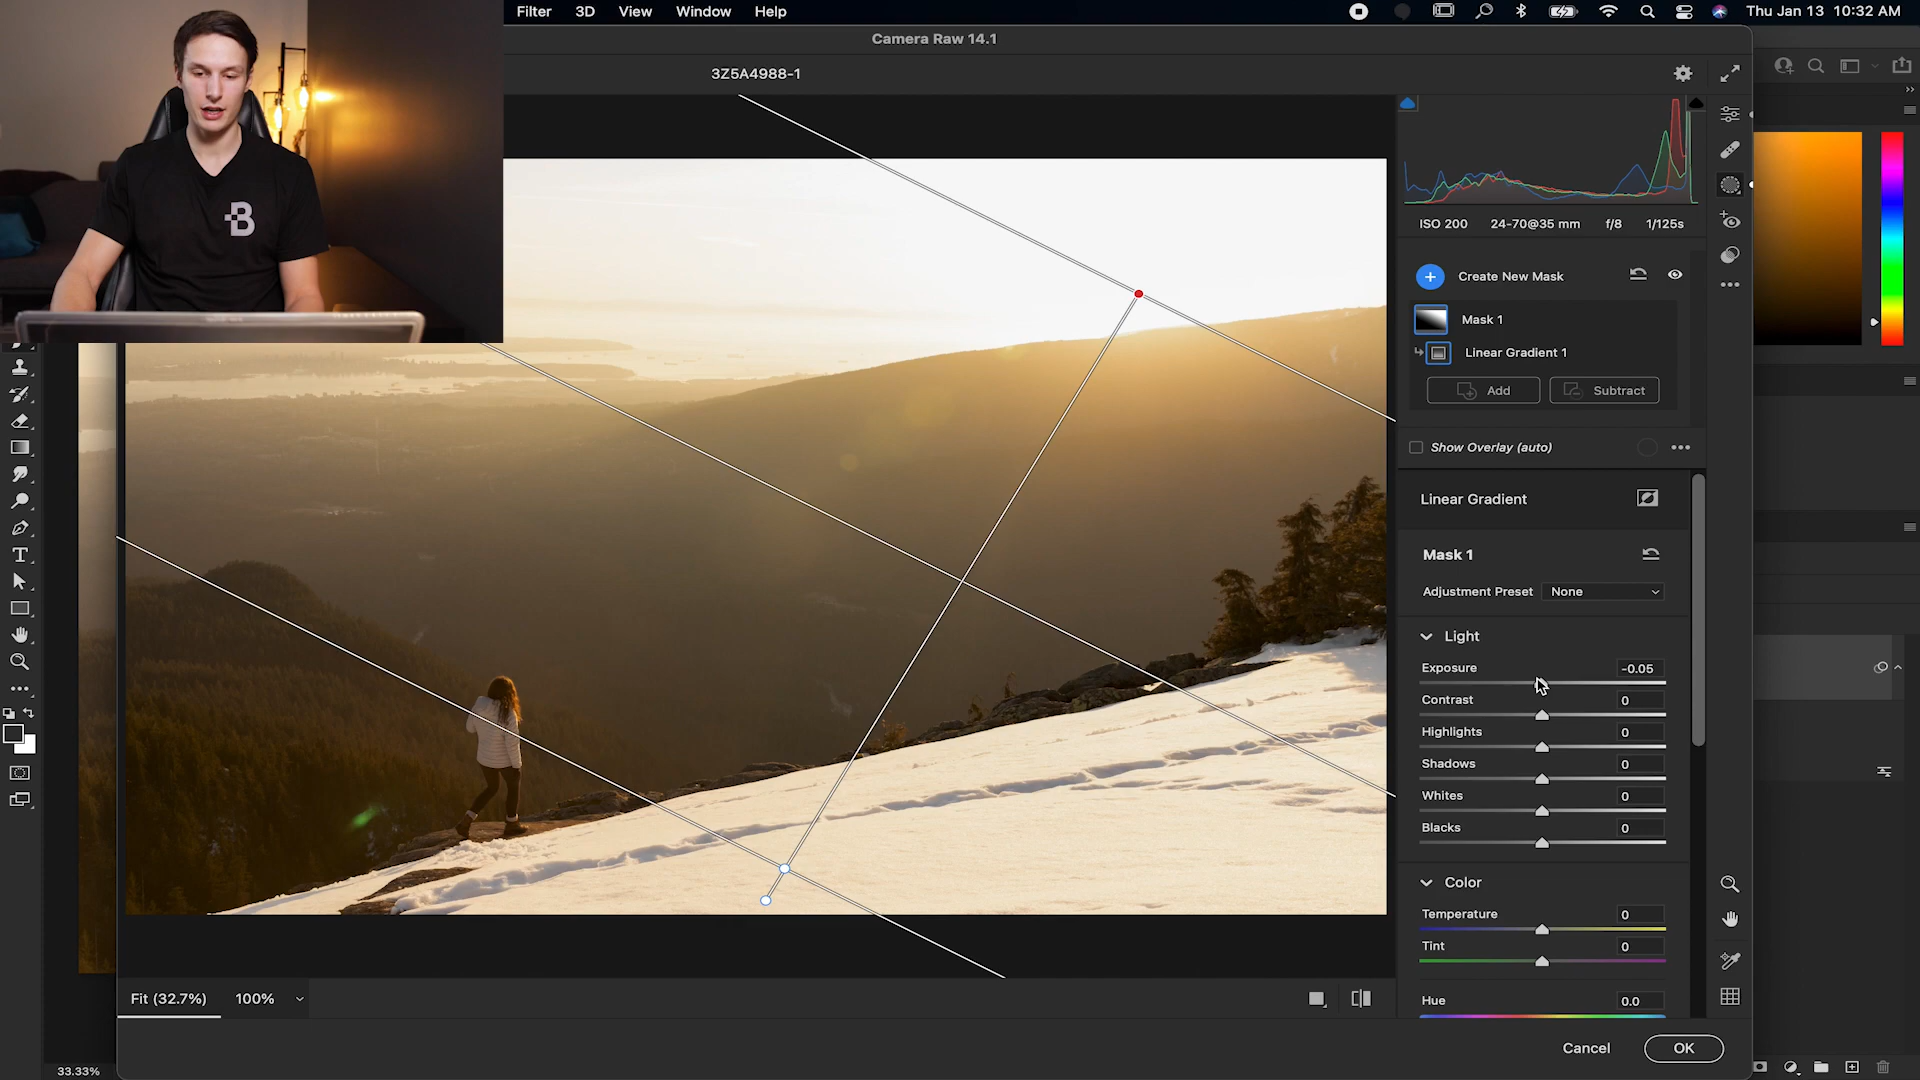 Filter 3D View Window Help Thu Jan 13 10:32 AM
Camera Raw 14.1
3Z5A4988-1
B
ISO 200 24-70@35 mm f/8 1/125s
Create New Mask
Mask 1
Linear Gradient 1
Add Subtract
Show Overlay (auto)
Linear Gradient
Mask 1
Adjustment Preset None
Light
Exposure -0.05
Contrast 0
Highlights 0
Shadows 0
Whites 0
Blacks 0
Color
Temperature 0
Tint 0
Hue 0.0
Fit (32.7%) 100%
Cancel OK
33.33%